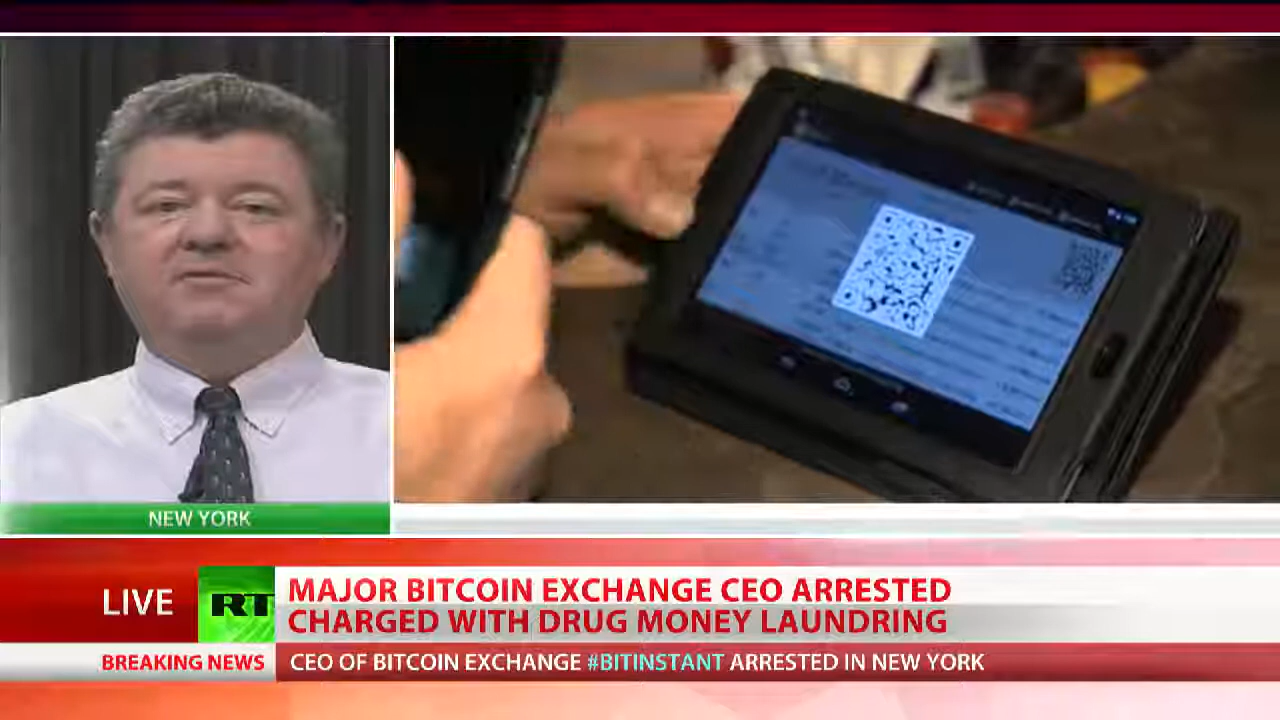 NEW YORK
LIVE
RT
MAJOR BITCOIN EXCHANGE CEO ARRESTED
CHARGED WITH DRUG MONEY LAUNDRING
BREAKING NEWS
CEO OF BITCOIN EXCHANGE #BITINSTANT ARRESTED IN NEW YORK